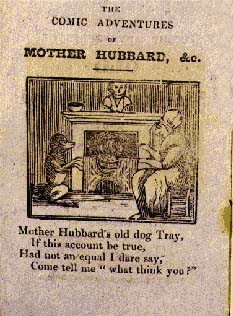 THE
COMIC ADVENTURES
OF
MOTHER HUBBARD, &c.
Mother Hubbard's old dog Tray,
If this account be true,
Had not an equal I dare say,
Come tell me "what think you?"